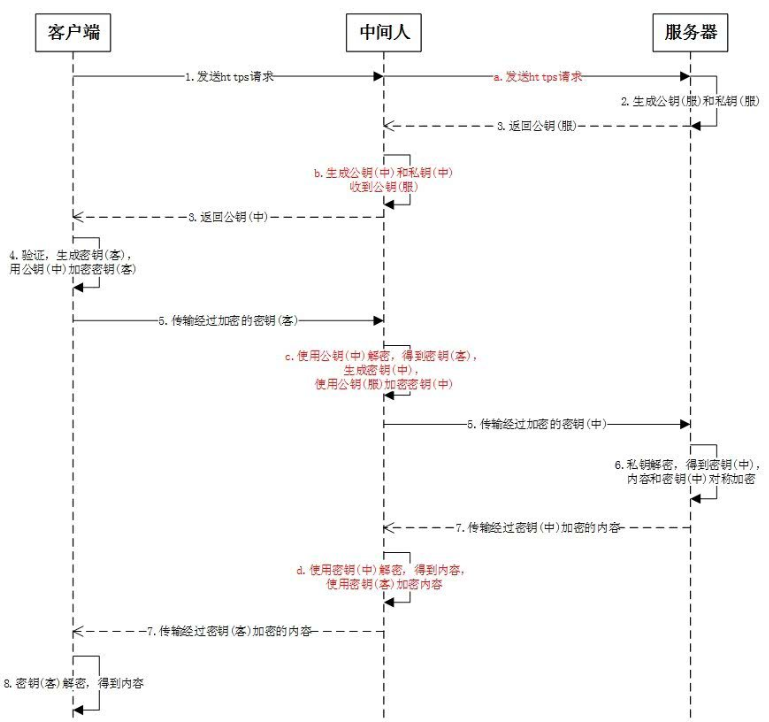 客户端
中间人
服务器
1.发送https请求
a.发送https请求
2.生成公钥(服)和私钥(服)
3.返回公钥(服)
b.生成公钥(中)和私钥(中)
收到公钥(服)
3.返回公钥(中)
4.验证，生成密钥(客)，
用公钥(中)加密密钥(客)
5.传输经过加密的密钥(客)
c.使用公钥(中)解密，得到密钥(客)，
生成密钥(中)，
使用公钥(服)加密密钥(中)
5.传输经过加密的密钥(中)
6.私钥解密，得到密钥(中)，
内容和密钥(中)对称加密
7.传输经过密钥(中)加密的内容
d.使用密钥(中)解密，得到内容，
使用密钥(客)加密内容
7.传输经过密钥(客)加密的内容
8.密钥(客)解密，得到内容